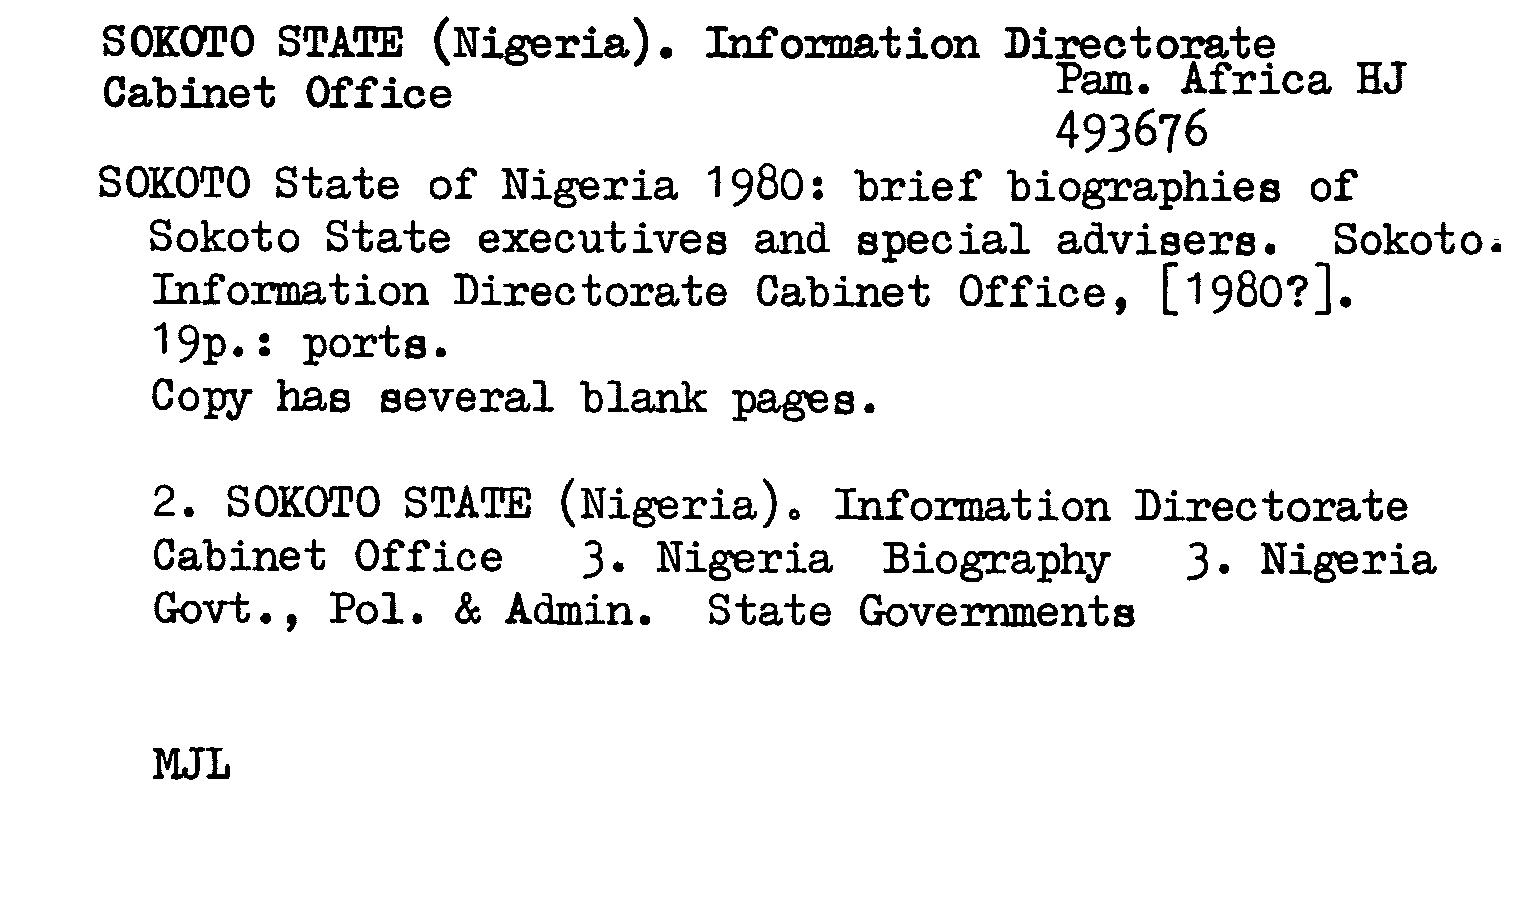 SOKOTO STATE (Nigeria). Information Directorate
Cabinet Office
Pam. Africa HJ
493676
SOKOTO State of Nigeria 1980: brief biographies of
Sokoto State executives and special advisers. Sokoto.
Information Directorate Cabinet Office, [1980?].
19p.: ports.
Copy has several blank pages.
2. SOKOTO STATE (Nigeria). Information Directorate
Cabinet Office 3. Nigeria Biography 3. Nigeria
Govt., Pol. & Admin. State Governments
MJL